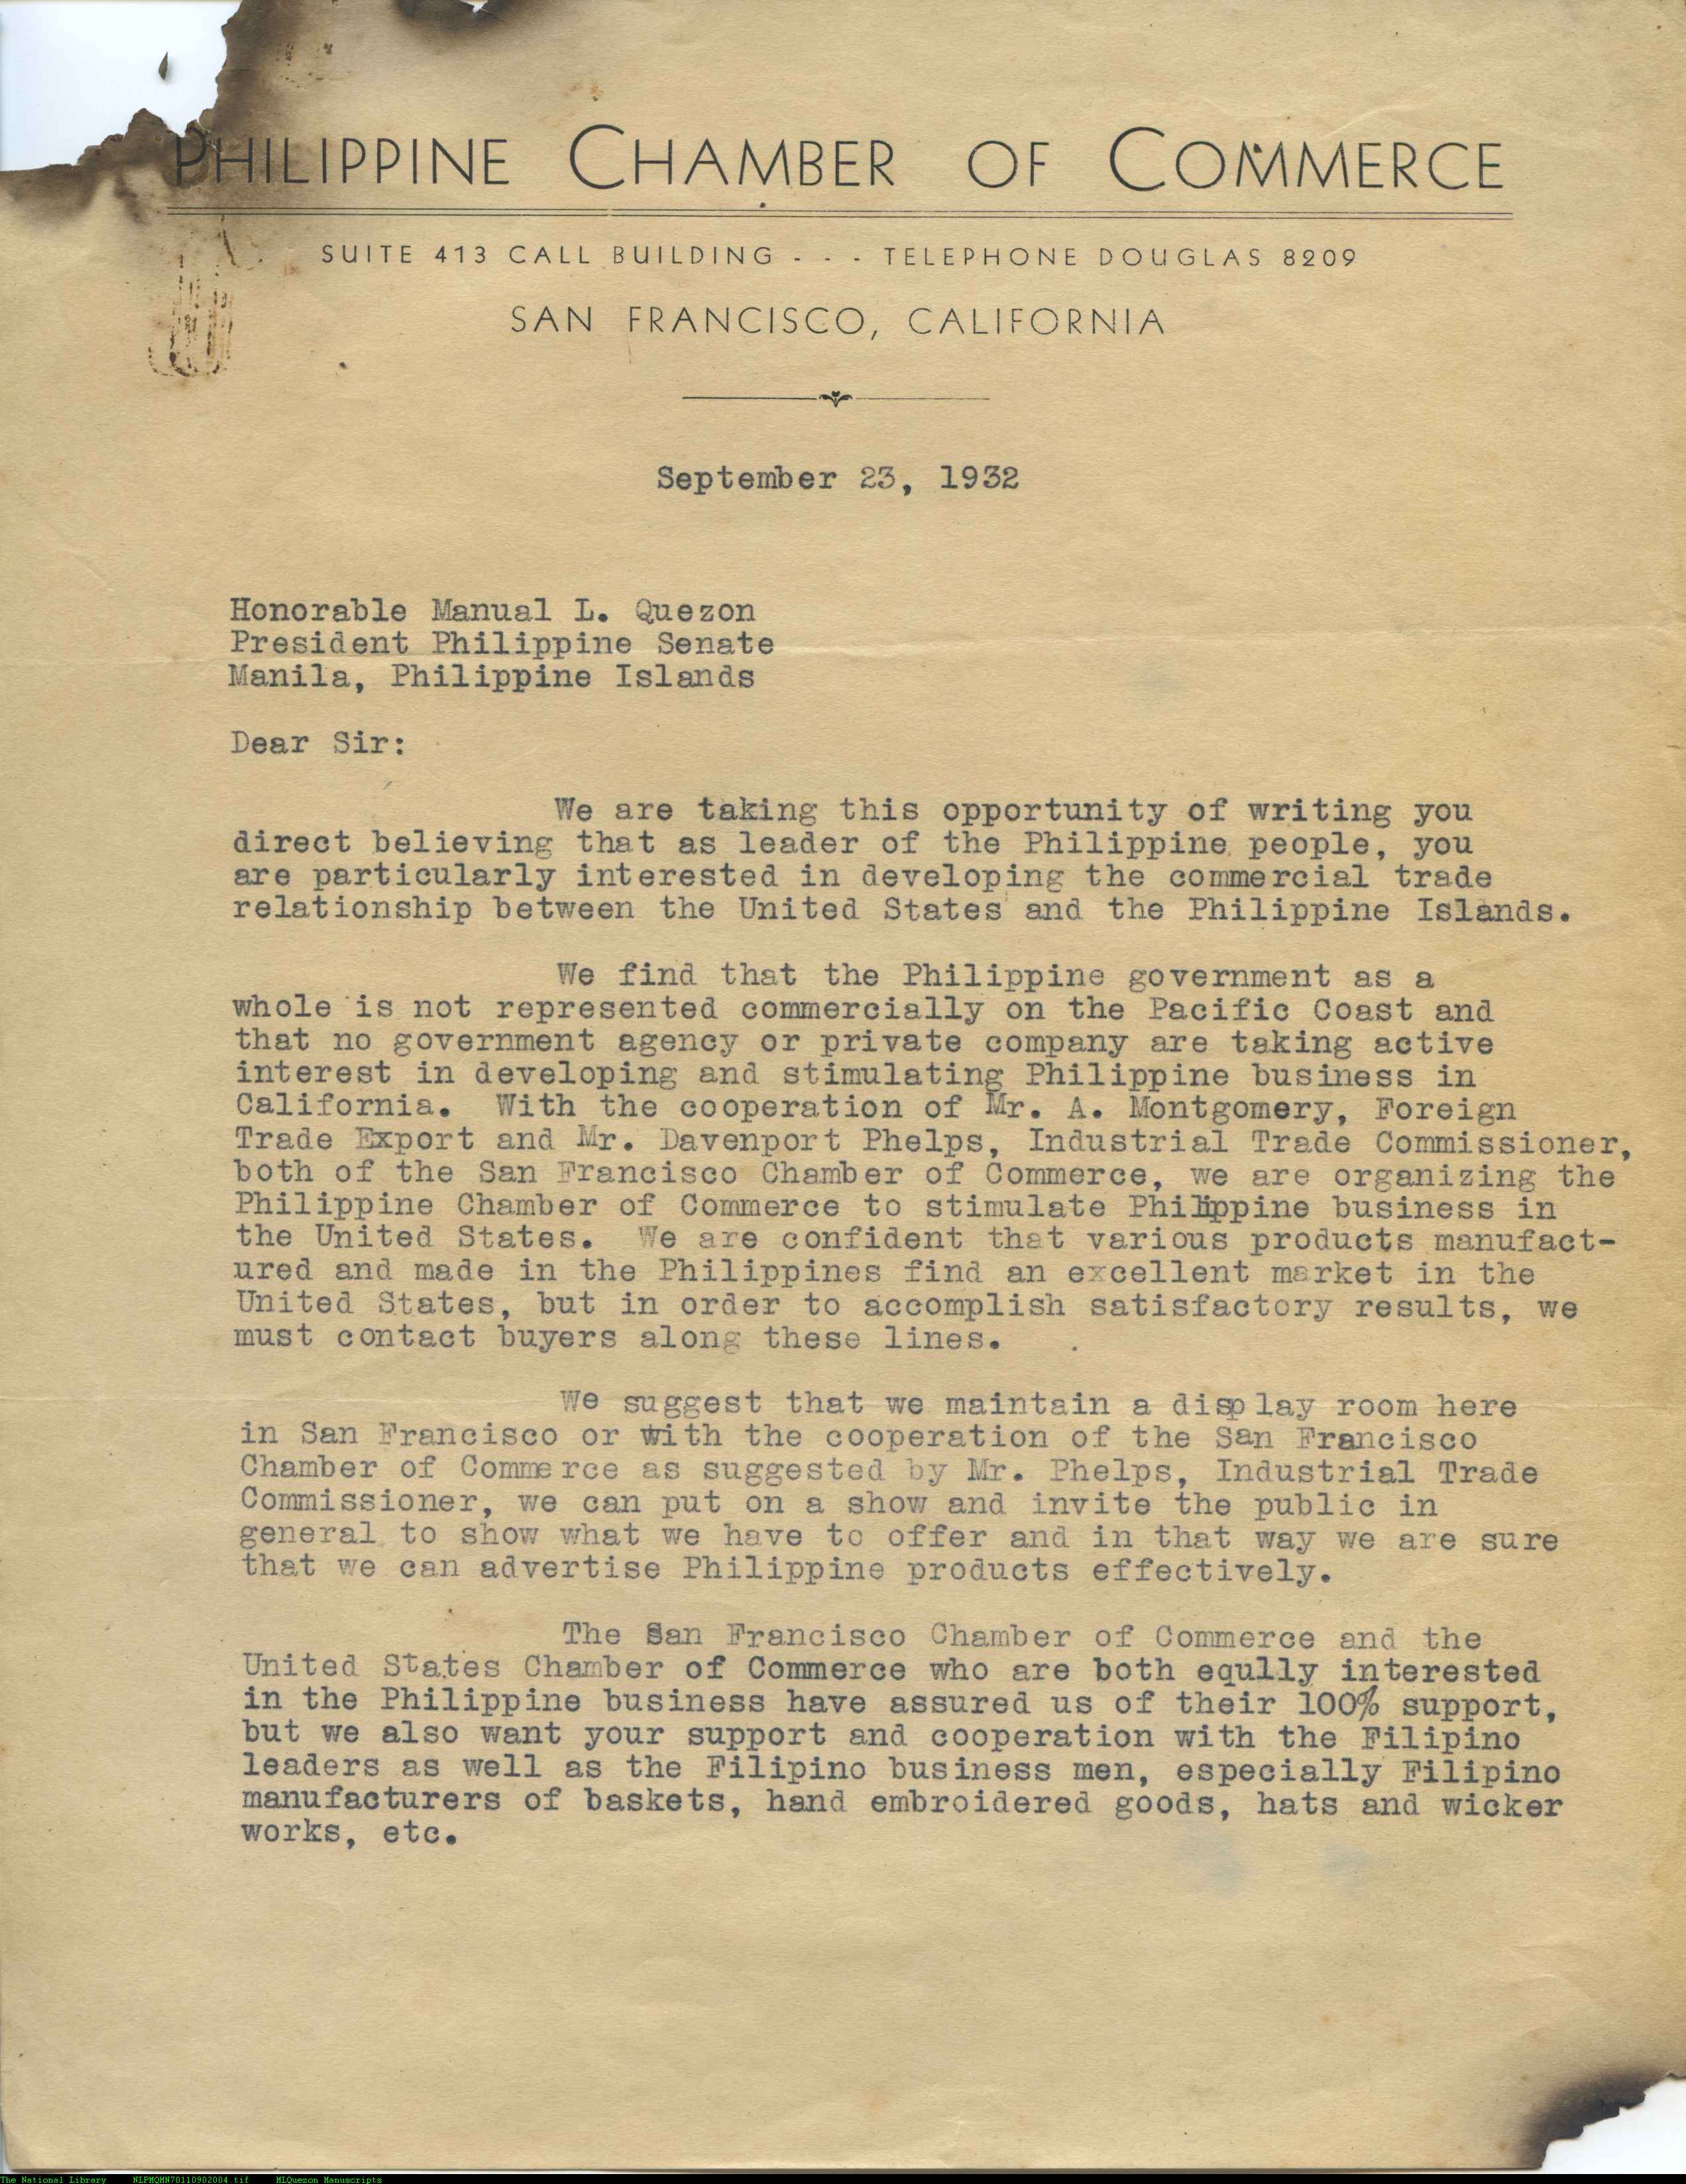 PHILIPPINE CHAMBER OF COMMERCE
SUITE 413 CALL BUILDING - - - TELEPHONE DOUGLAS 8209
SAN FRANCISCO, CALIFORNIA
September 23, 1932
Honorable Manual L. Quezon
President Philippine Senate
Manila, Philippine Islands
Dear Sir:
We are taking this opportunity of writing you
direct believing that as leader of the Philippine people, you
are particularly interested in developing the commercial trade
relationship between the United States and the Philippine Islands.
We find that the Philippine government as a
whole is not represented commercially on the Pacific Coast and
that no government agency or private company are taking active
interest in developing and stimulating Philippine business in
California. With the cooperation of Mr. A. Montgomery, Foreign
Trade Export and Mr. Davenport Phelps, Industrial Trade Commissioner,
both of the San Francisco Chamber of Commerce, we are organizing the
Philippine Chamber of Commerce to stimulate Philippine business in
the United States. We are confident that various products manufact-
ured and made in the Philippines find an excellent market in the
United States, but in order to accomplish satisfactory results, we
must contact buyers along these lines.
We suggest that we maintain a display room here
in San Francisco or with the cooperation of the San Francisco
Chamber of Commerce as suggested by Mr. Phelps, Industrial Trade
Commissioner, we can put on a show and invite the public in
general to show what we have to offer and in that way we are sure
that we can advertise Philippine products effectively.
The San Francisco Chamber of Commerce and the
United States Chamber of Commerce who are both eqully interested
in the Philippine business have assured us of their 100% support,
but we also want your support and cooperation with the Filipino
leaders as well as the Filipino business men, especially Filipino
manufacturers of baskets, hand embroidered goods, hats and wicker
works, etc.
The National Library NLPMQMN70110902004.tif MLQuezon Manuscripts